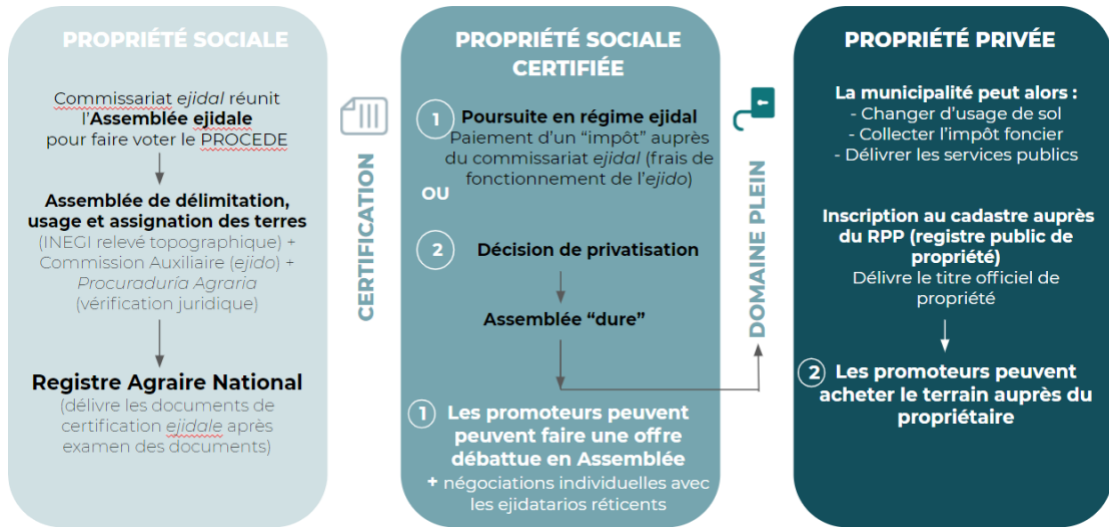 PROPRIÉTÉ SOCIALE
Commissariat ejidal réunit
l'Assemblée ejidale
pour faire voter le PROCEDE
Assemblée de délimitation,
usage et assignation des terres
(INEGI relevé topographique) +
Commission Auxiliaire (ejido) +
Procuraduría Agraria
(vérification juridique)
Registre Agraire National
(délivre les documents de
certification ejidale après
examen des documents)
CERTIFICATION
PROPRIÉTÉ SOCIALE
CERTIFIÉE
1 Poursuite en régime ejidal
Paiement d'un "impôt" auprès
du commissariat ejidal (frais de
fonctionnement de l'ejido)
OU
2 Décision de privatisation
Assemblée "dure"
1 Les promoteurs peuvent
peuvent faire une offre
débattue en Assemblée
+ négociations individuelles avec
les ejidatarios réticents
DOMAINE PLEIN
PROPRIÉTÉ PRIVÉE
La municipalité peut alors :
- Changer d'usage de sol
- Collecter l'impôt foncier
- Délivrer les services publics
Inscription au cadastre auprès
du RPP (registre public de
propriété)
Délivre le titre officiel de
propriété
2 Les promoteurs peuvent
acheter le terrain auprès du
propriétaire